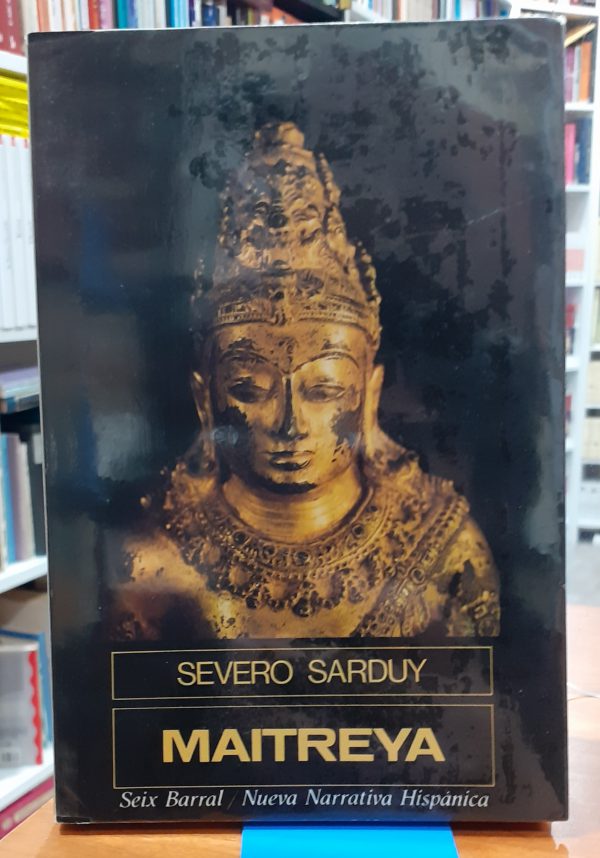 SEVERO SARDUY
MAITREYA
Seix Barral / Nueva Narrativa Hispánica